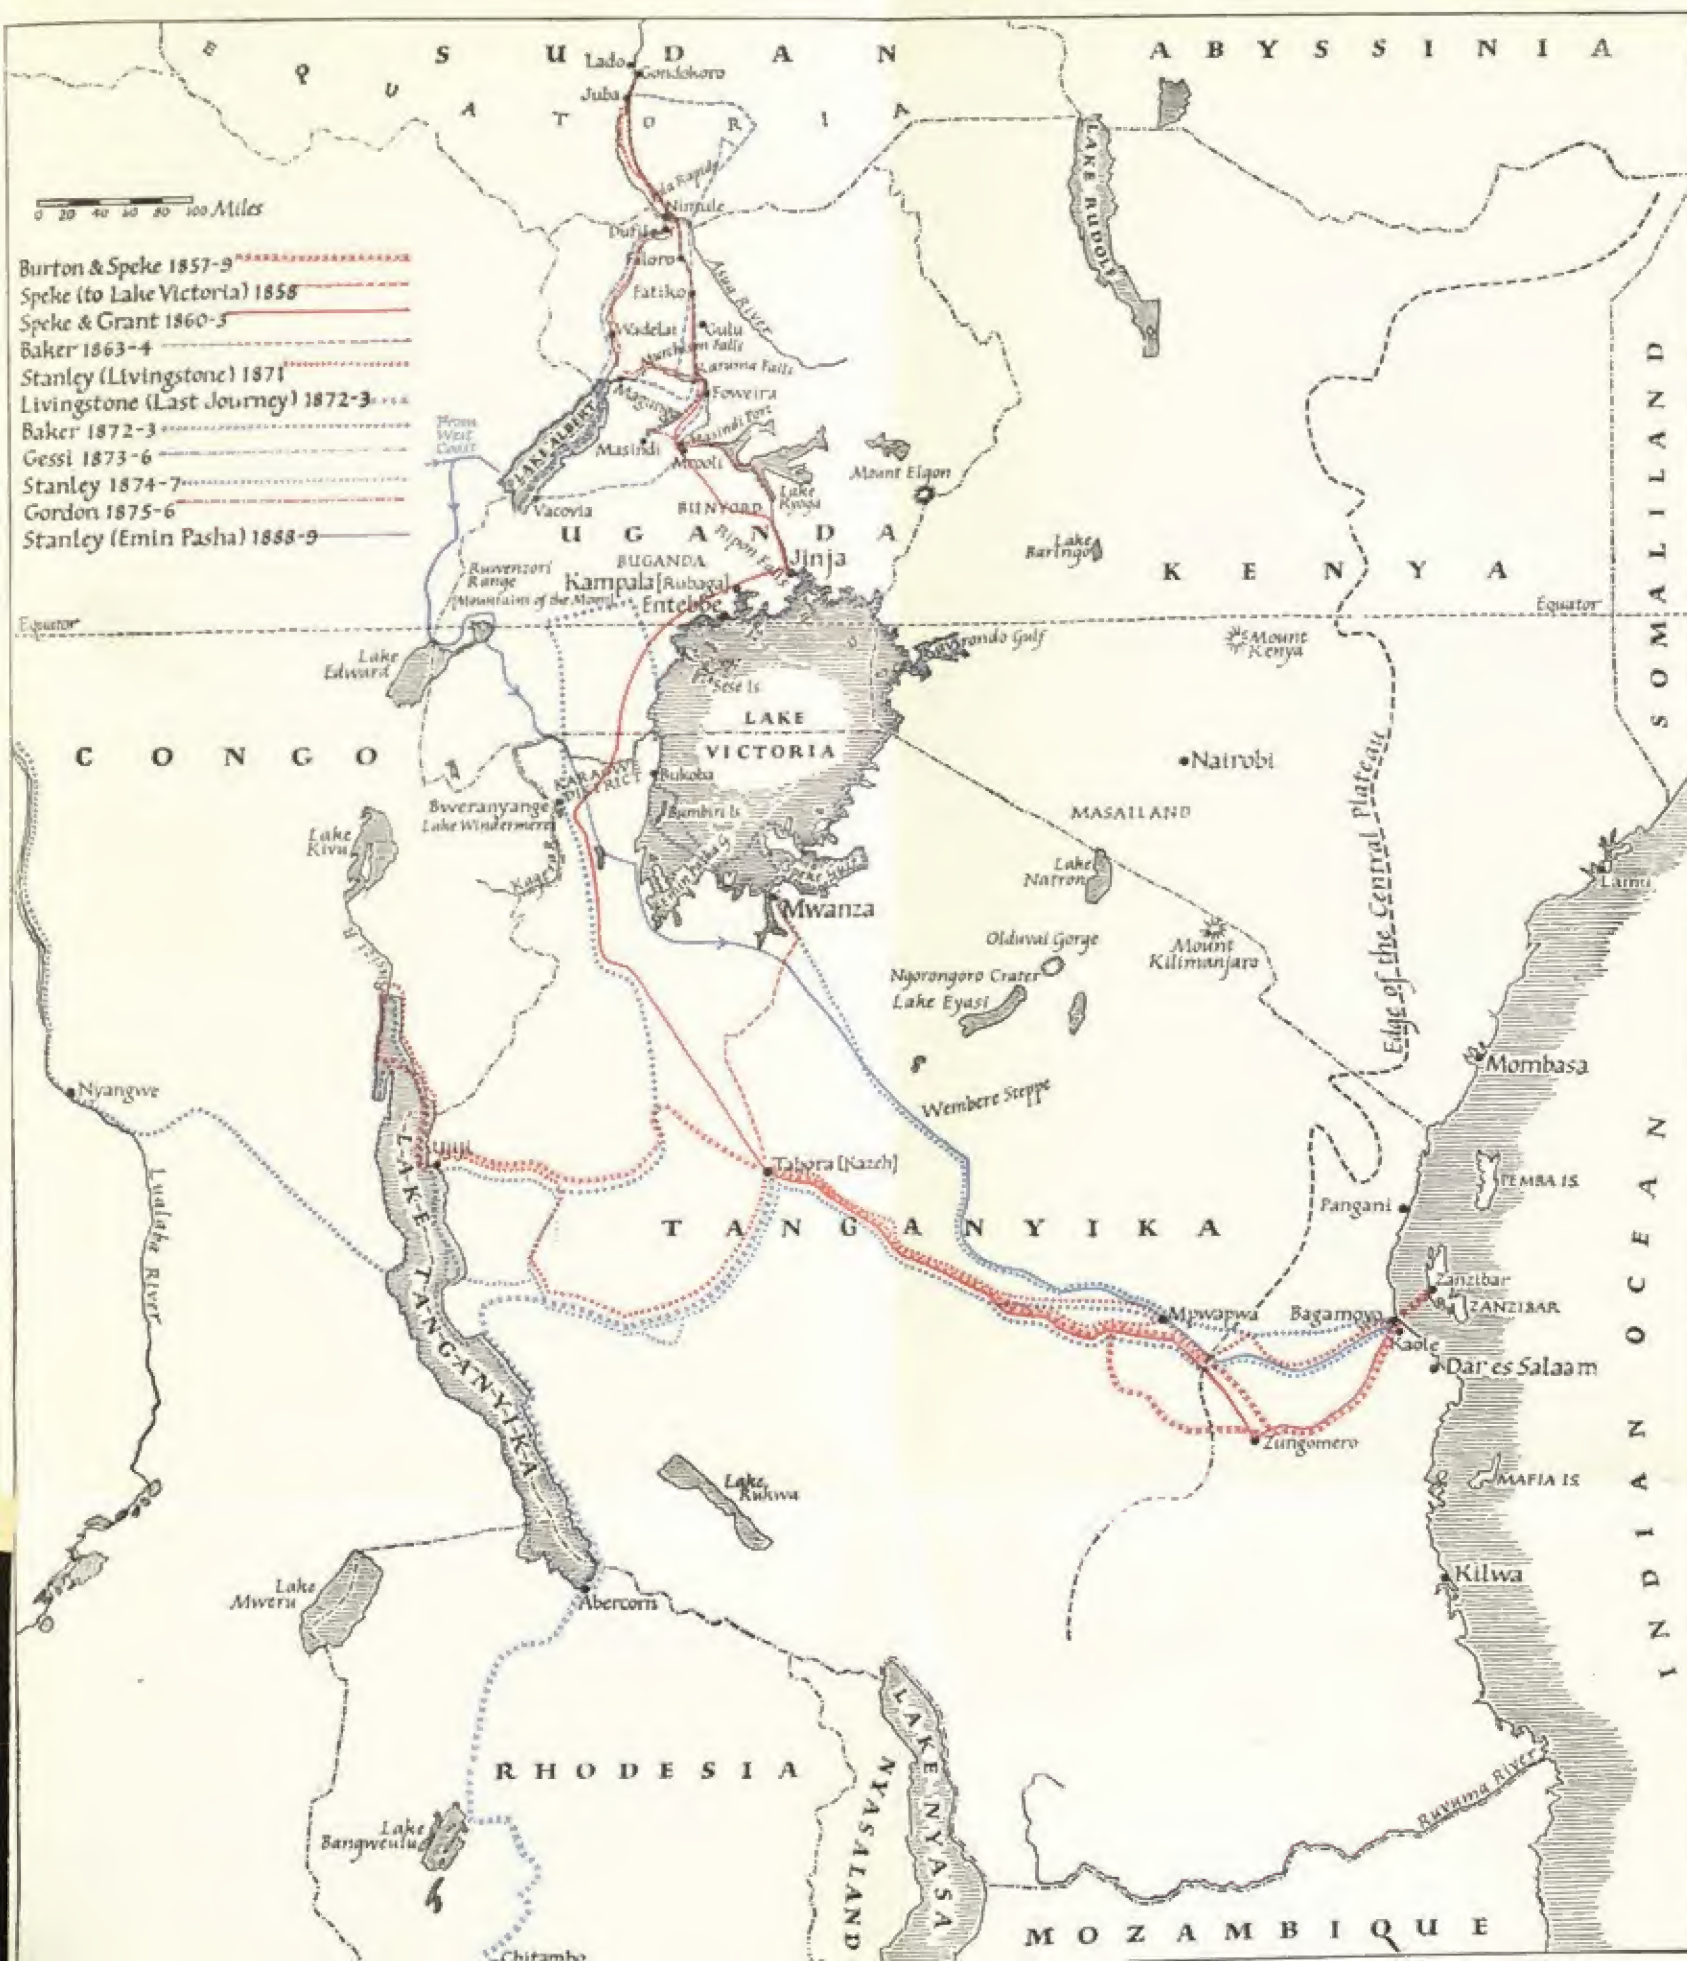 SUDAN
ABYSSINIA
EQUATORIA
Lado
Gondokoro
Juba
Nimule
Dufile
Faloro
Asua River
Fatiko
Wadelai
Gulu
Murchison Falls
Karuma Falls
Magungo
Foweira
Masindi Port
Masindi
Mrooli
LAKE ALBERT
Vacovia
Lake
Kyoga
Mount Elgon
LAKE RUDOLF
0 20 40 60 80 100 Miles
Burton & Speke 1857-9
Speke (to Lake Victoria) 1858
Speke & Grant 1860-3
Baker 1863-4
Stanley (Livingstone) 1871
Livingstone (Last Journey) 1872-3
Baker 1872-3
Gessi 1873-6
Stanley 1874-7
Gordon 1875-6
Stanley (Emin Pasha) 1888-9
From
West
Coast
BUNYORO
UGANDA
Ripon Falls
BUGANDA
Jinja
Kampala [Rubaga]
Entebbe
Ruwenzori
Range
[Mountains of the Moon]
Lake
Baringo
KENYA
SOMALILAND
Equator
Equator
Lake
Edward
Kavirondo Gulf
Mount
Kenya
Sese Is.
LAKE
VICTORIA
CONGO
Nairobi
KARAGWE
DISTRICT
Bukoba
Bweranyange
Lake Windermere
Bumbiri Is.
Emin Pasha G.
Speke Gulf
Kagera R.
Mwanza
MASAILAND
Lake
Kivu
Lake
Natron
Olduvai Gorge
Mount
Kilimanjaro
Ngorongoro Crater
Lake Eyasi
Edge of the Central Plateau
Lamu
Mombasa
Wembere Steppe
Nyangwe
Ujiji
Tabora [Kazeh]
Lualaba River
LAKE TANGANYIKA
TANGANYIKA
Pangani
PEMBA IS.
Zanzibar
ZANZIBAR
Mpwapwa
Bagamoyo
Kaole
Dar es Salaam
Zungomero
INDIAN OCEAN
MAFIA IS.
Lake
Rukwa
Kilwa
Lake
Mweru
Abercorn
RHODESIA
NYASALAND
LAKE NYASA
Ruvuma River
Lake
Bangweulu
MOZAMBIQUE
Chitambo